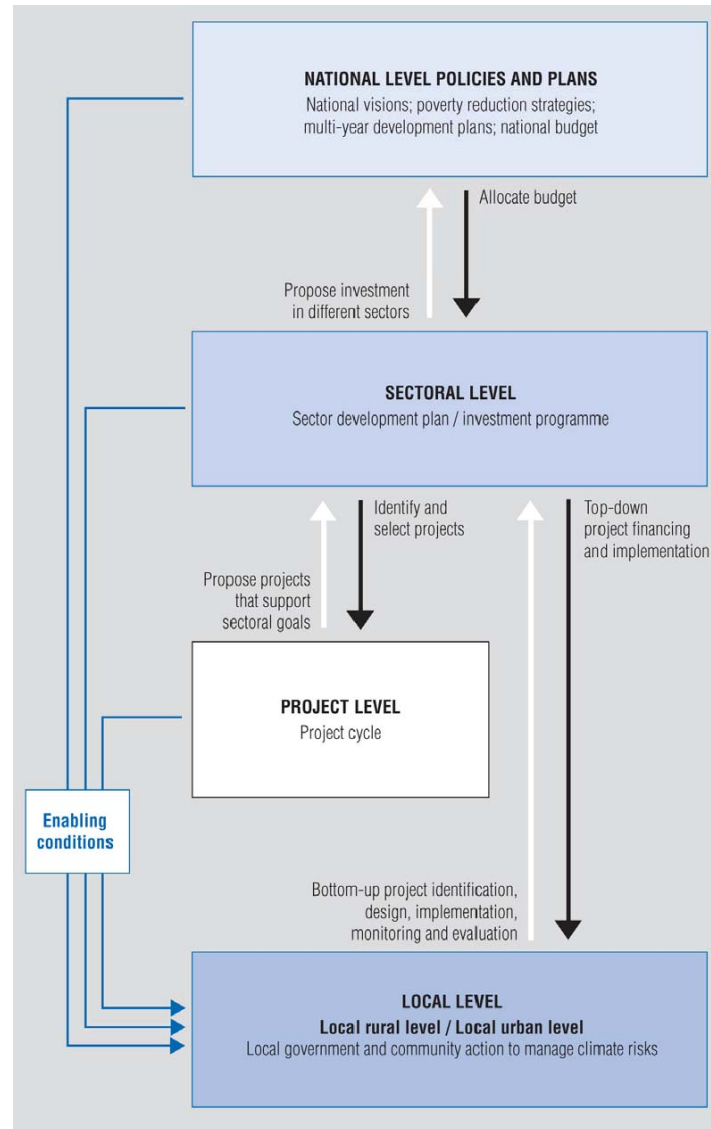 NATIONAL LEVEL POLICIES AND PLANS
National visions; poverty reduction strategies;
multi-year development plans; national budget
Allocate budget
Propose investment
in different sectors
SECTORAL LEVEL
Sector development plan / investment programme
Identify and
select projects
Top-down
project financing
and implementation
Propose projects
that support
sectoral goals
PROJECT LEVEL
Project cycle
Enabling
conditions
Bottom-up project identification,
design, implementation,
monitoring and evaluation
LOCAL LEVEL
Local rural level / Local urban level
Local government and community action to manage climate risks